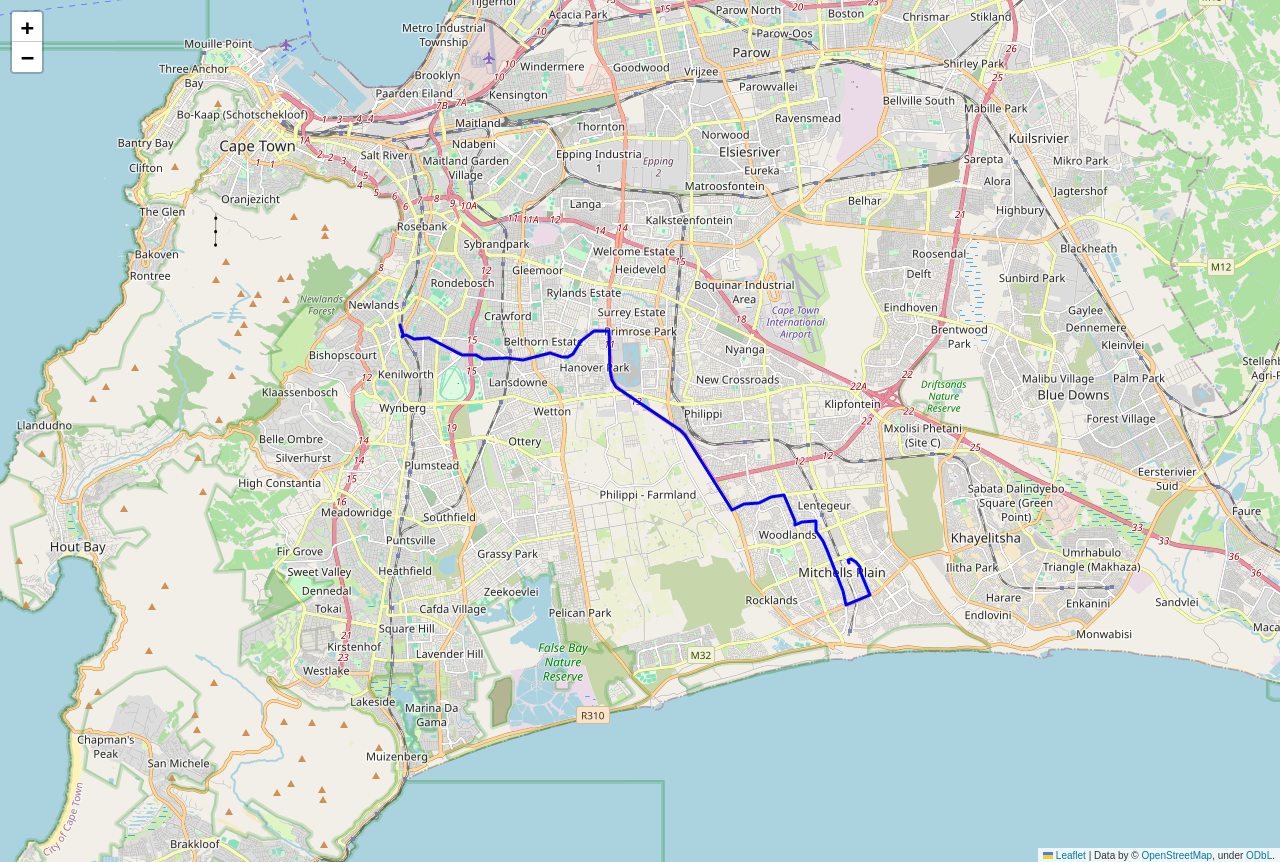 +
−
Tijgerhof
Acacia Park
Parow North
Boston
Chrismar
Stikland
Metro Industrial
Township
Parow-Oos
Parow
Mouille Point
Three Anchor
Bay
Brooklyn
Windermere
Goodwood
Vrijzee
Shirley Park
Paarden Eiland
Kensington
Parowvallei
Bellville South
Mabille Park
Bo-Kaap (Schotschekloof)
Maitland
Thornton
Norwood
Ravensmead
Kuilsrivier
Bantry Bay
Cape Town
Salt River
Ndabeni
Maitland Garden
Village
Epping Industria
1
Epping
2
Elsiesriver
Eureka
Sarepta
Mikro Park
Clifton
Matroosfontein
Alora
Jagtershof
Oranjezicht
Langa
Belhar
Highbury
The Glen
Rosebank
Kalksteenfontein
Sybrandpark
Welcome Estate
Roosendal
Blackheath
Bakoven
Rontree
Gleemoor
Heideveld
Delft
Sunbird Park
M12
Rondebosch
Rylands Estate
Boquinar Industrial
Area
Newlands
Forest
Newlands
Crawford
Surrey Estate
Cape Town
International
Airport
Eindhoven
Gaylee
Primrose Park
Brentwood
Park
Dennemere
Belthorn Estate
Kleinvlei
Bishopscourt
Nyanga
Hanover Park
Kenilworth
Lansdowne
New Crossroads
Malibu Village
Palm Park
Blue Downs
Klaassenbosch
Driftsands
Nature
Reserve
Wynberg
Wetton
Philippi
Klipfontein
Forest Village
Llandudno
Mxolisi Phetani
(Site C)
Belle Ombre
Ottery
Silverhurst
Plumstead
High Constantia
Eersterivier
Suid
Philippi - Farmland
Sabata Dalindyebo
Square (Green
Point)
Meadowridge
Southfield
Lentegeur
Faure
Woodlands
Puntsville
Khayelitsha
Hout Bay
Fir Grove
Grassy Park
Umrhabulo
Triangle (Makhaza)
Sweet Valley
Heathfield
Mitchells Plain
Ilitha Park
Dennedal
Zeekoevlei
Tokai
Cafda Village
Pelican Park
Rocklands
Harare
Enkanini
Sandvlei
Endlovini
Square Hill
Monwabisi
Kirstenhof
Lavender Hill
False Bay
Nature
Reserve
M32
Westlake
Lakeside
Marina Da
Gama
R310
Chapman's
Peak
San Michele
Muizenberg
City of Cape Town
Brakkloof
Leaflet | Data by © OpenStreetMap, under ODbL.